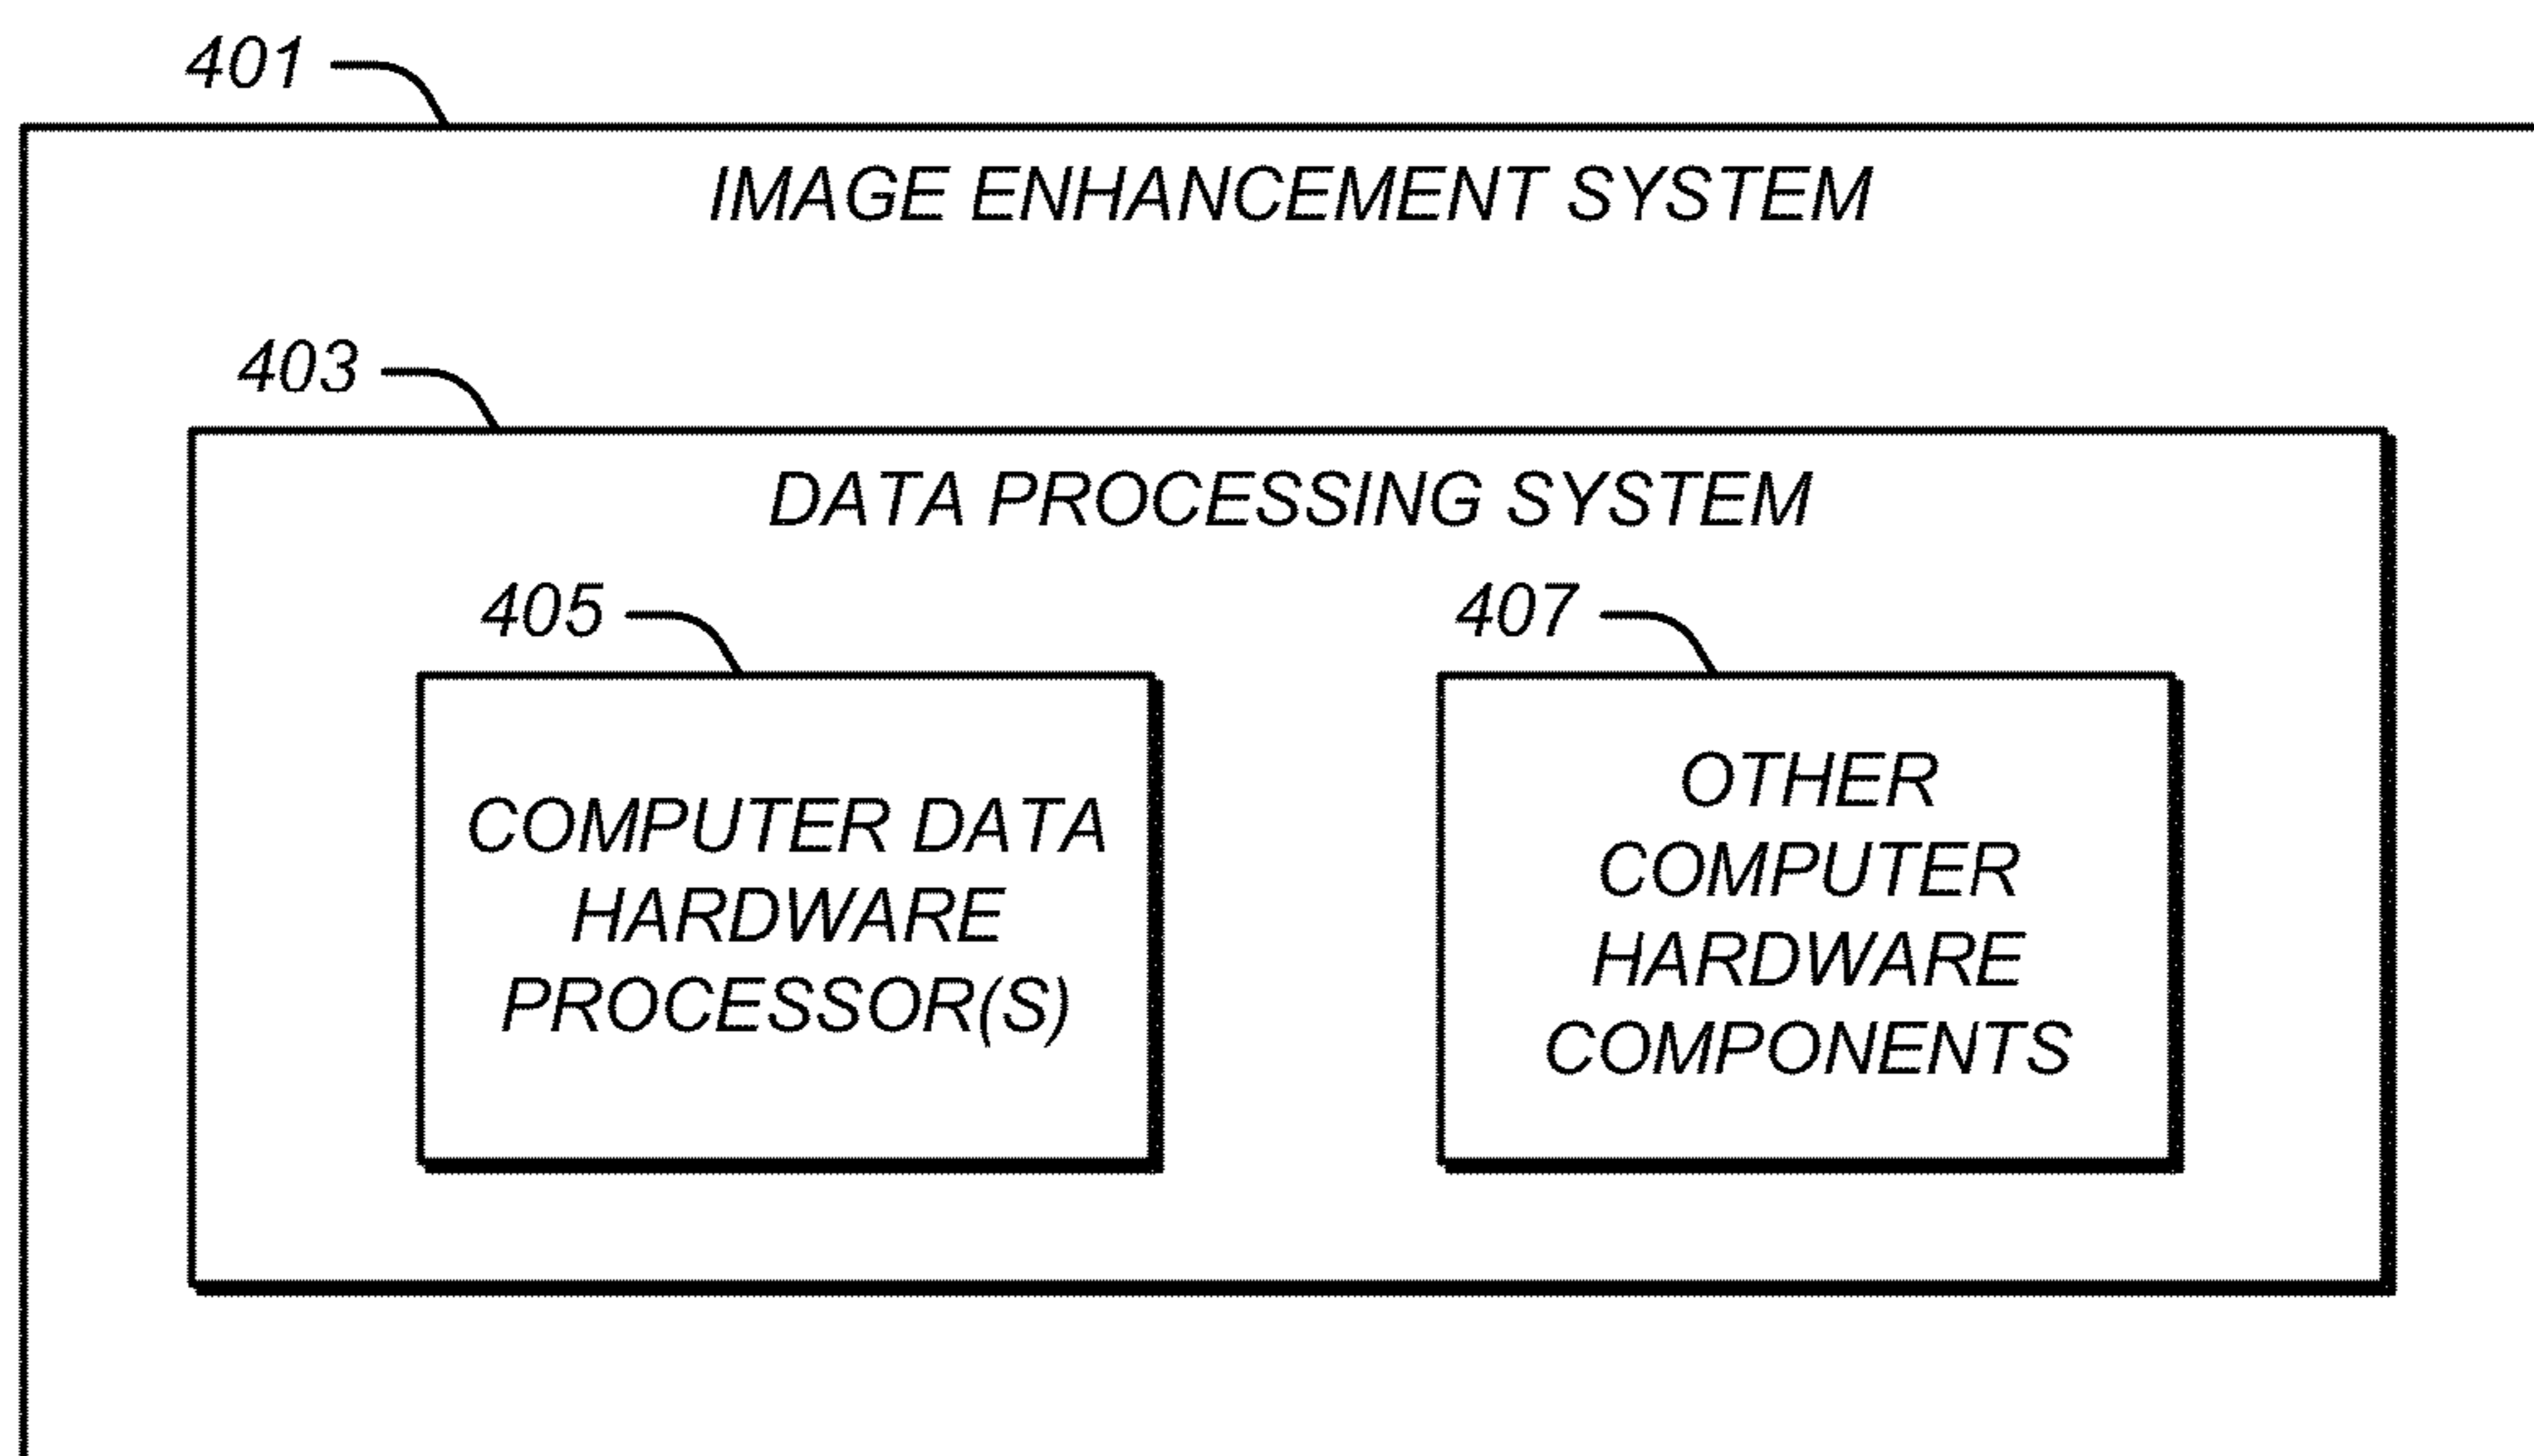 401
IMAGE ENHANCEMENT SYSTEM
403
DATA PROCESSING SYSTEM
405
COMPUTER DATA
HARDWARE
PROCESSOR(S)
407
OTHER
COMPUTER
HARDWARE
COMPONENTS